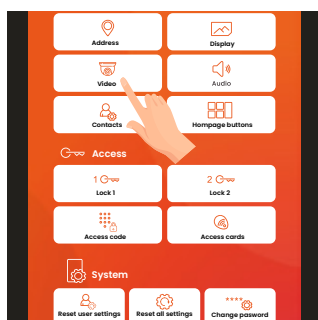 Address
Display
Video
Audio
Contacts
Hompage buttons
Access
1
Lock 1
2
Lock 2
Access code
Access cards
System
Reset user settings
Reset all settings
****
Change pasword